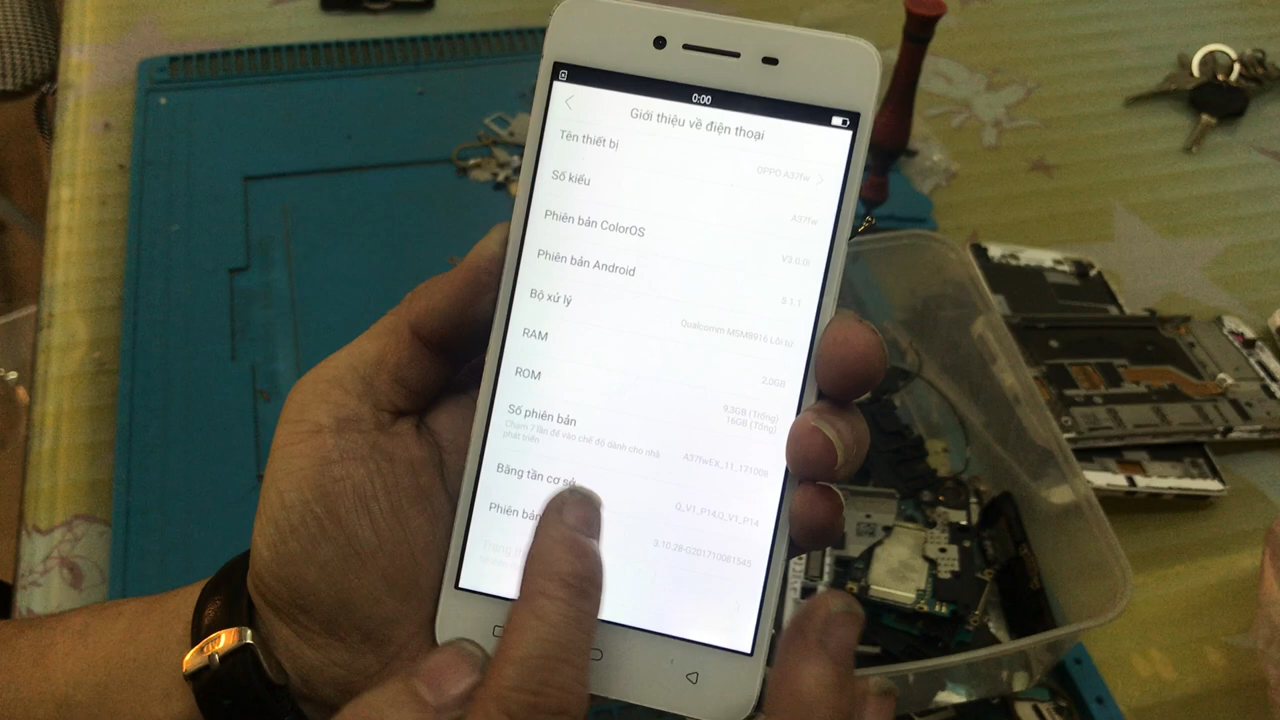 0:00
Giới thiệu về điện thoại
Tên thiết bị
OPPO A37fw
Số kiểu
A37fw
Phiên bản ColorOS
V3.0.0i
Phiên bản Android
5.1.1
Bộ xử lý
Qualcomm MSM8916 Lõi tứ
RAM
2,0GB
ROM
9,3GB (Trống)
16GB (Tổng)
Số phiên bản
Chạm 7 lần để vào chế độ dành cho nhà
phát triển
A37fwEX_11_171008
Băng tần cơ sở
Q_V1_P14,Q_V1_P14
Phiên bản
3.10.28-G201710081545
Trạng th